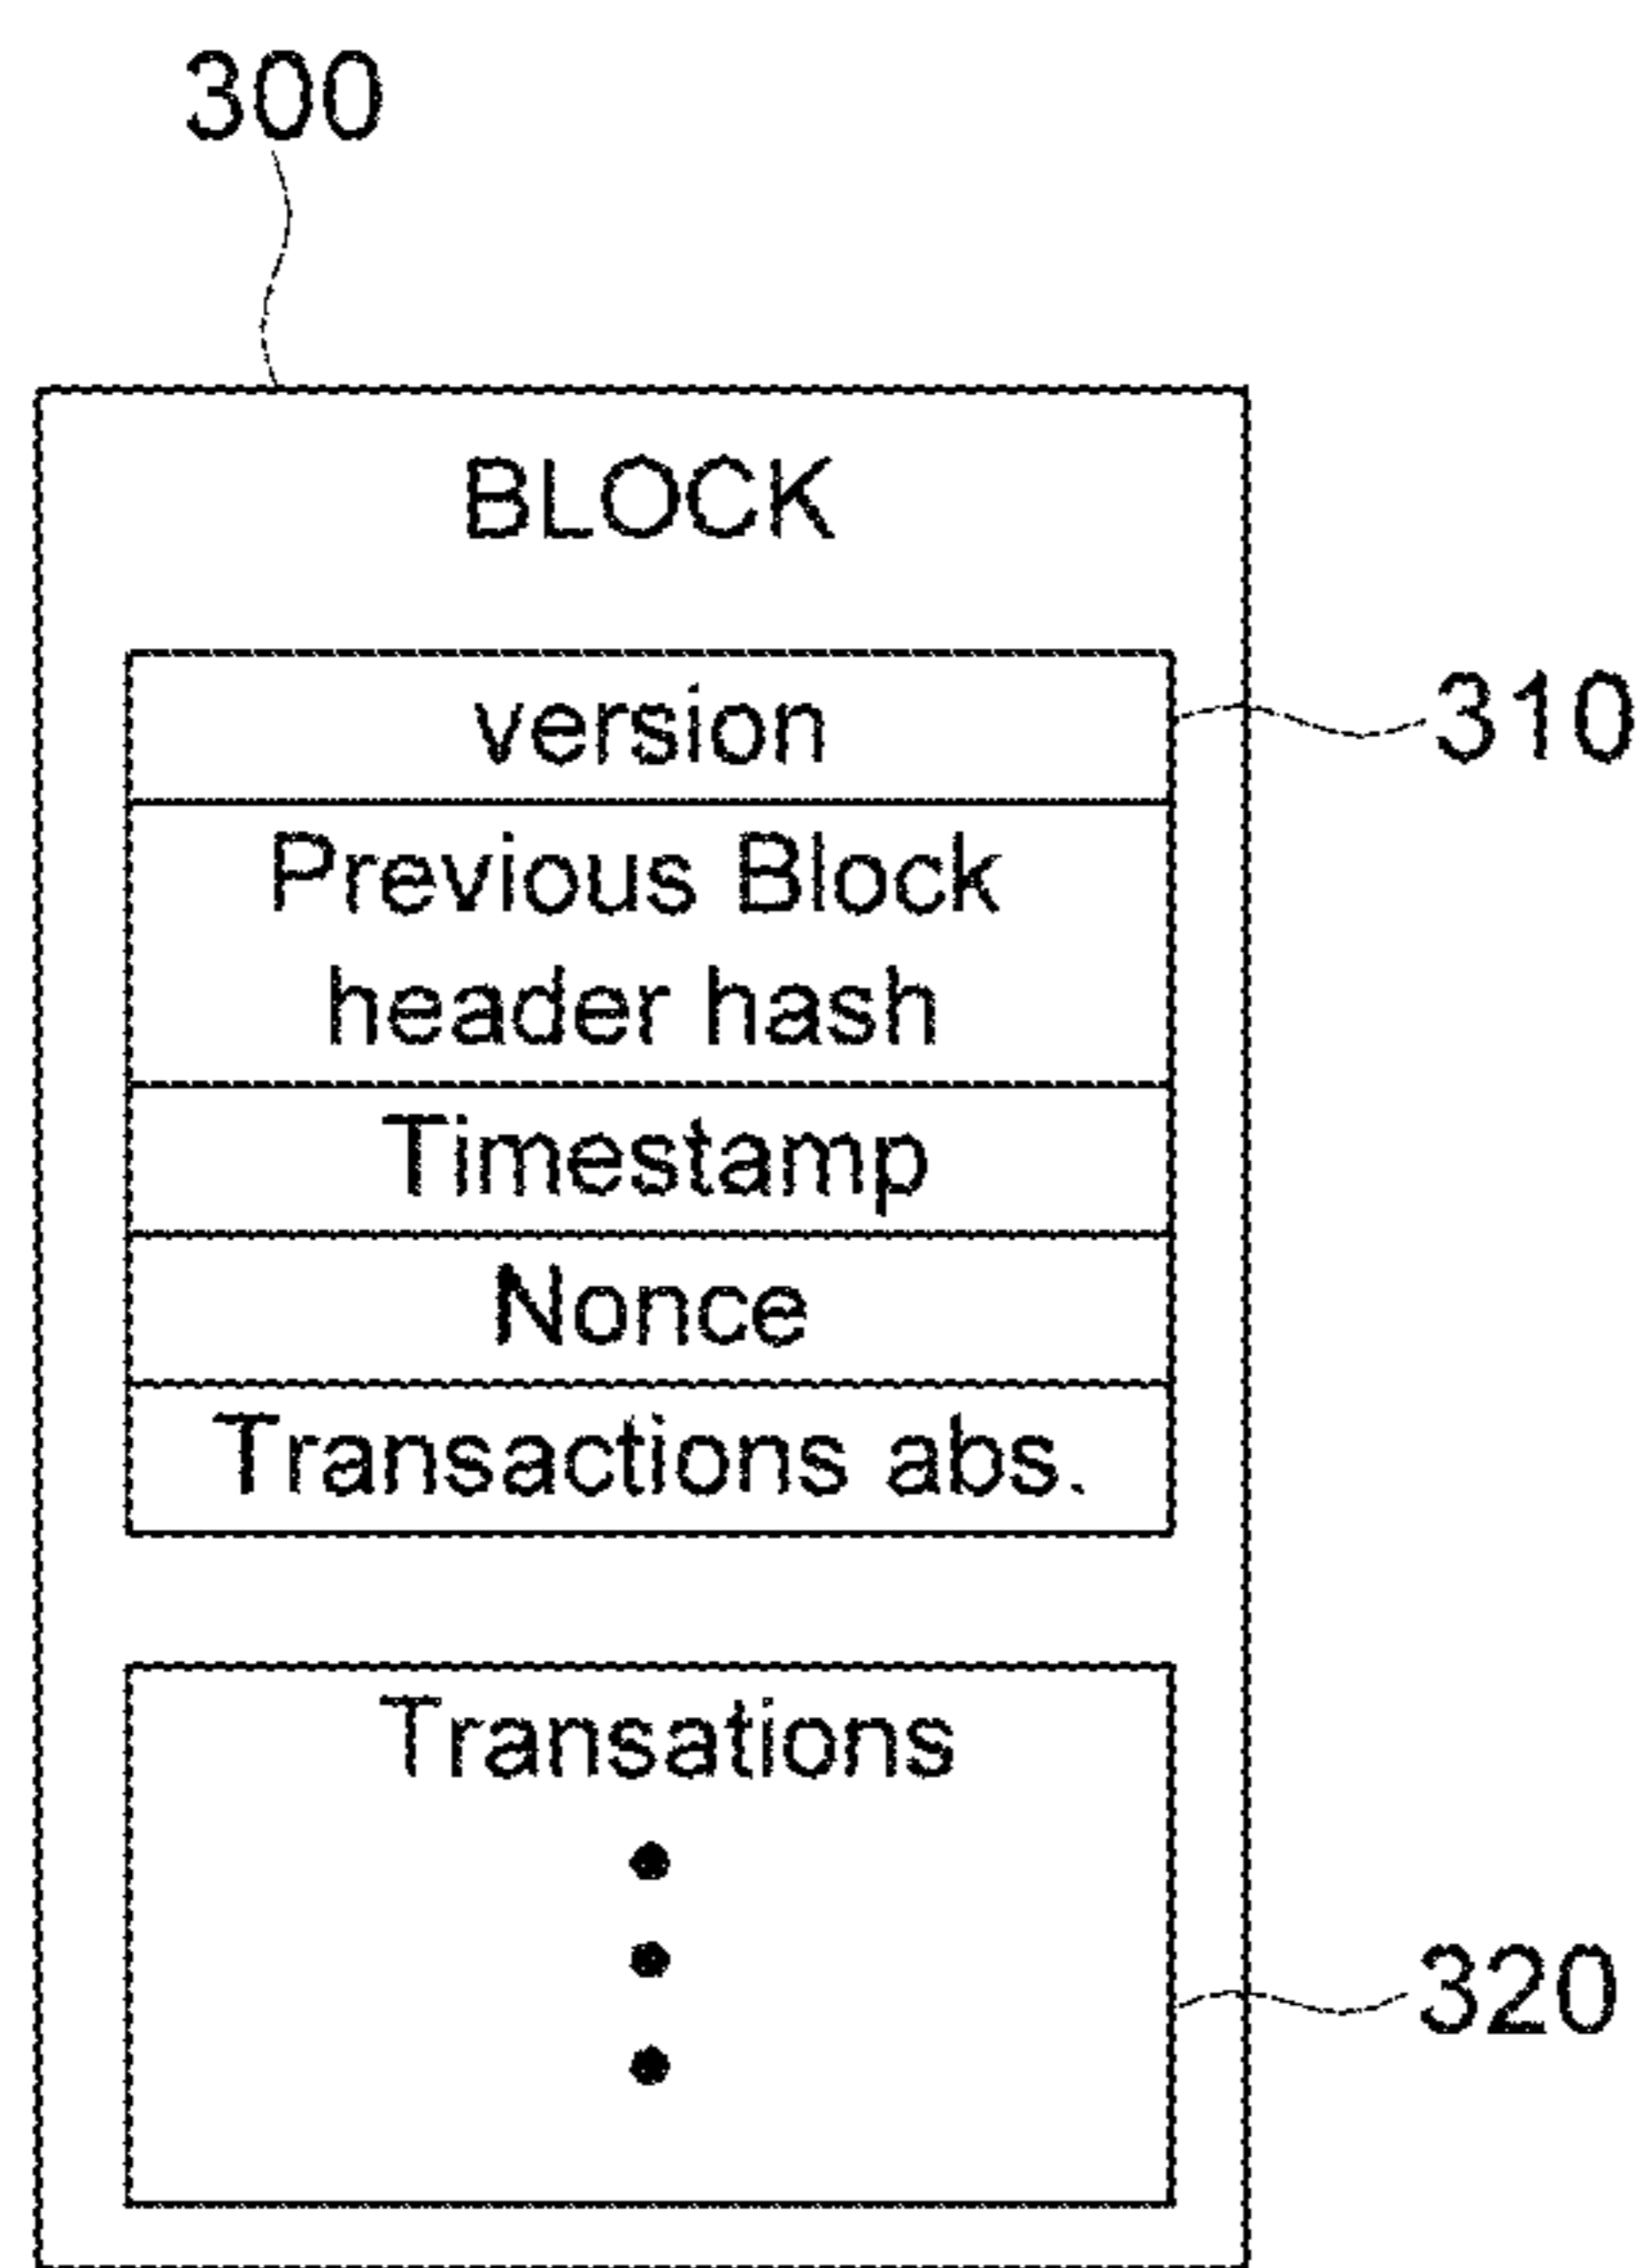 300
BLOCK
version
310
Previous Block
header hash
Timestamp
Nonce
Transactions abs.
Transations
320